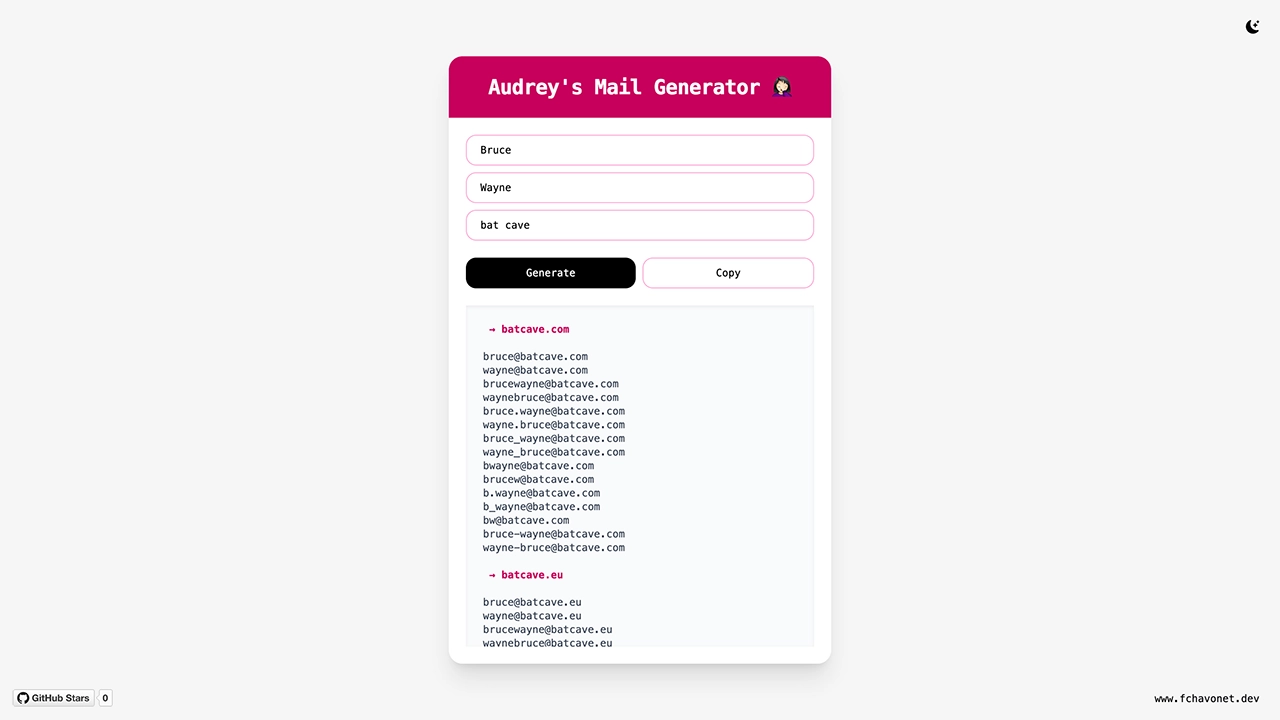 Audrey's Mail Generator
Bruce
Wayne
bat cave
Generate
Copy
→ batcave.com
bruce@batcave.com
wayne@batcave.com
brucewayne@batcave.com
waynebruce@batcave.com
bruce.wayne@batcave.com
wayne.bruce@batcave.com
bruce_wayne@batcave.com
wayne_bruce@batcave.com
bwayne@batcave.com
brucew@batcave.com
b.wayne@batcave.com
b_wayne@batcave.com
bw@batcave.com
bruce-wayne@batcave.com
wayne-bruce@batcave.com
→ batcave.eu
bruce@batcave.eu
wayne@batcave.eu
brucewayne@batcave.eu
waynebruce@batcave.eu
GitHub Stars 0
www.fchavonet.dev